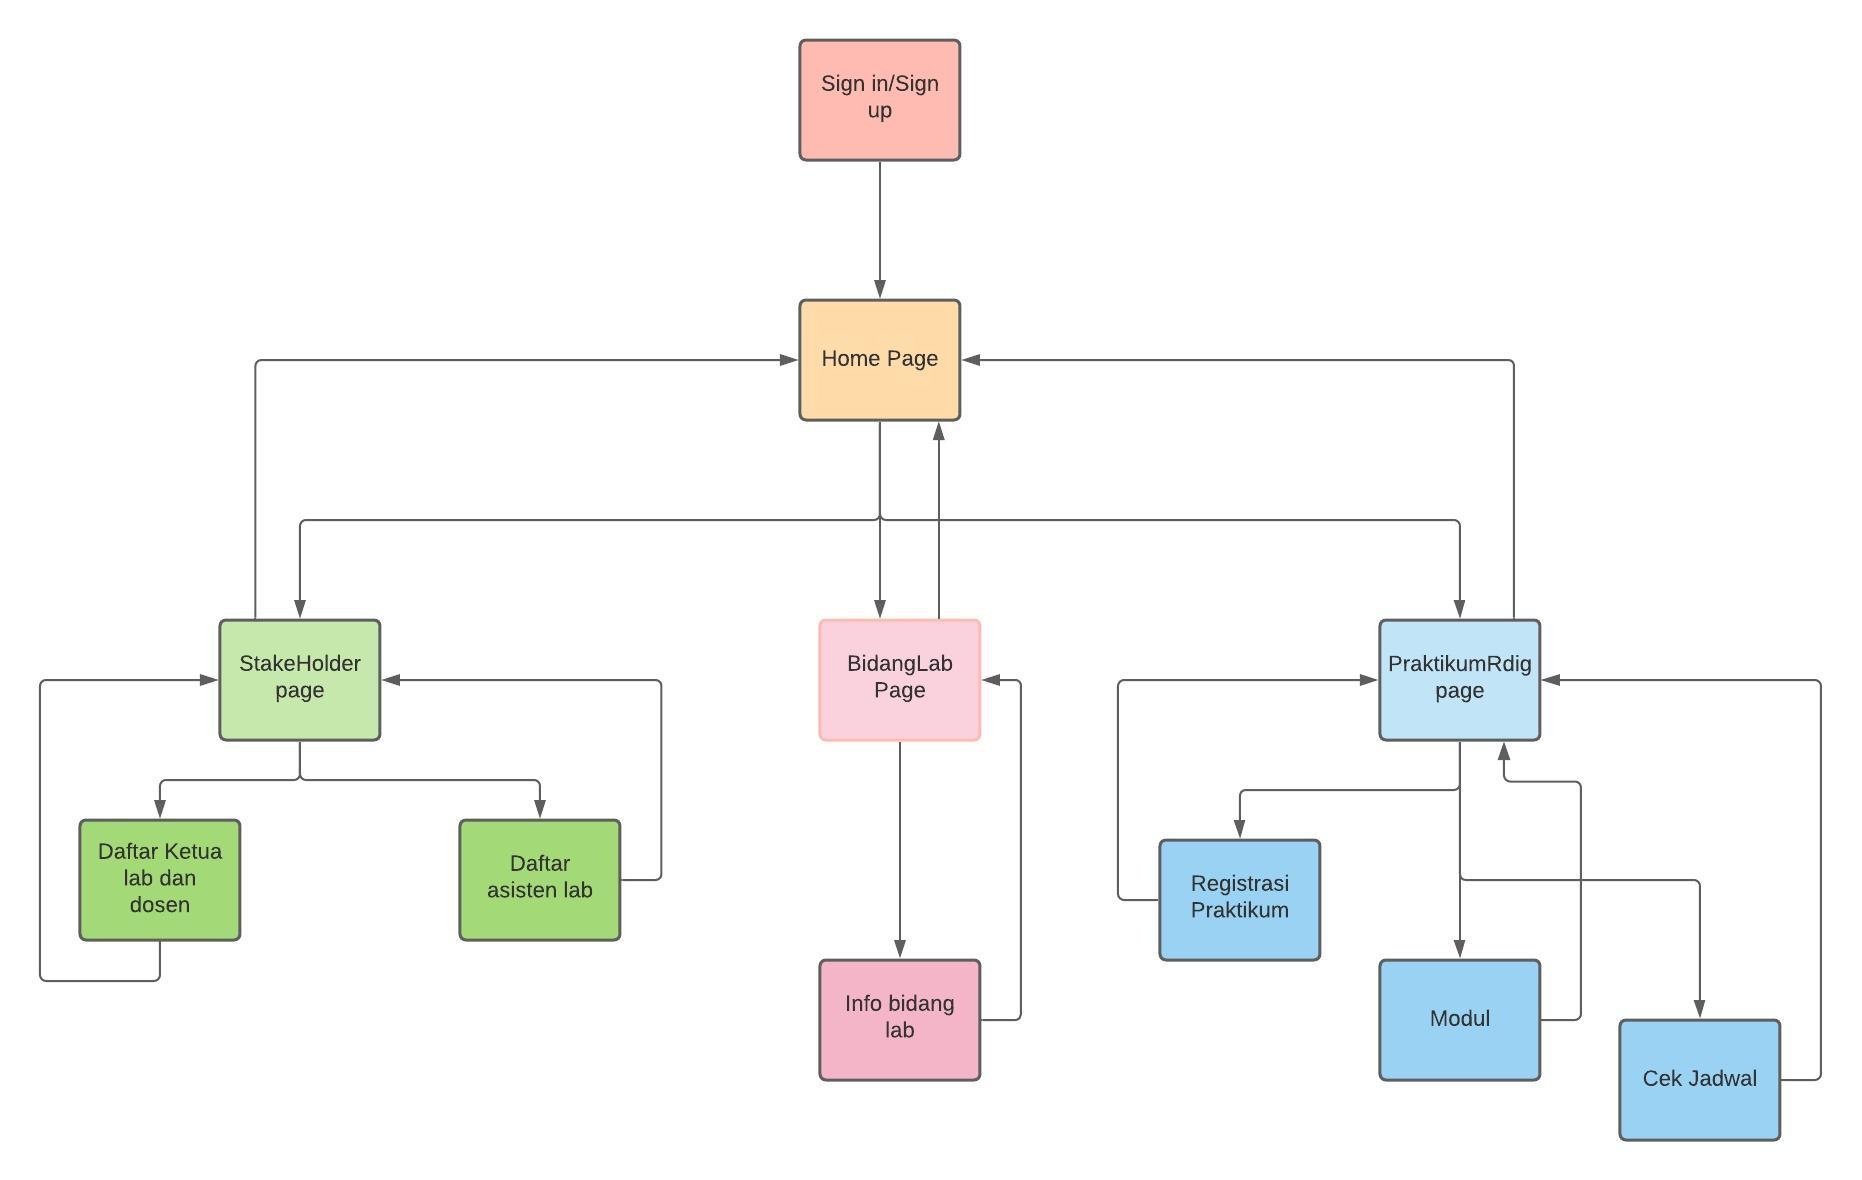 Sign in/Sign
up
Home Page
StakeHolder
page
BidangLab
Page
PraktikumRdig
page
Daftar Ketua
lab dan
dosen
Daftar
asisten lab
Registrasi
Praktikum
Info bidang
lab
Modul
Cek Jadwal